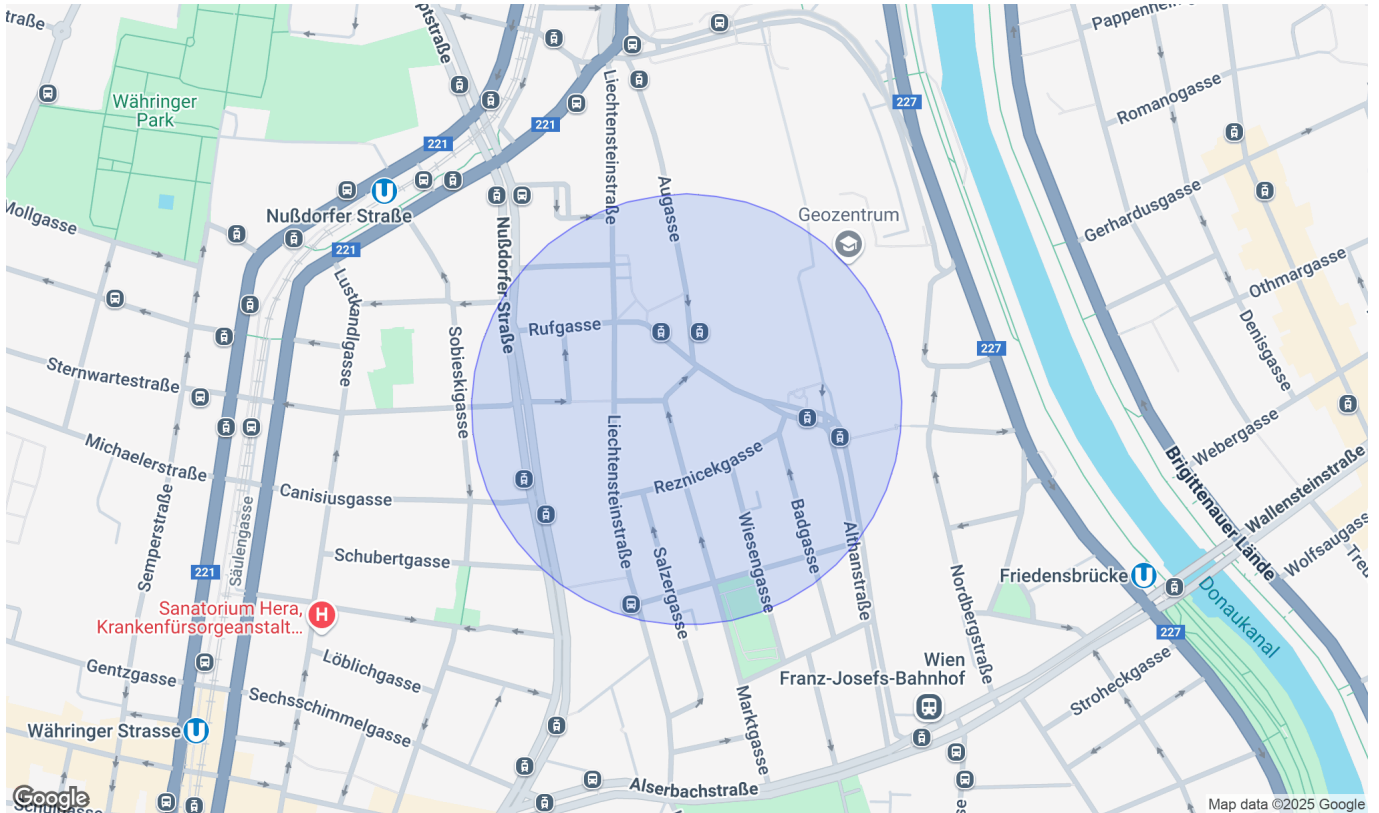 raße
Pappenheim
ptstraße
Romanogasse
Währinger
Park
227
221
221
Liechtensteinstraße
Augasse
Gerhardusgasse
Mollgasse
Nußdorfer Straße
Geozentrum
221
Nußdorfer Straße
Othmargasse
Lustkandlgasse
Rufgasse
Denisgasse
Sobieskigasse
227
Sternwartestraße
Webergasse
Michaelerstraße
Liechtensteinstraße
Reznicekgasse
Brigittenauer Lände
Wallensteinstraße
Canisiusgasse
Semperstraße
Säulengasse
Wiesengasse
Badgasse
Althanstraße
Wolfsaugasse
Schubertgasse
Salzergasse
Nordbergstraße
Friedensbrücke
221
Donaukanal
Sanatorium Hera,
Krankenfürsorgeanstalt...
227
Löblichgasse
Gentzgasse
Wien
Franz-Josefs-Bahnhof
Sechsschimmelgasse
Marktgasse
Stroheckgasse
Währinger Strasse
Alserbachstraße
Google
Map data ©2025 Google